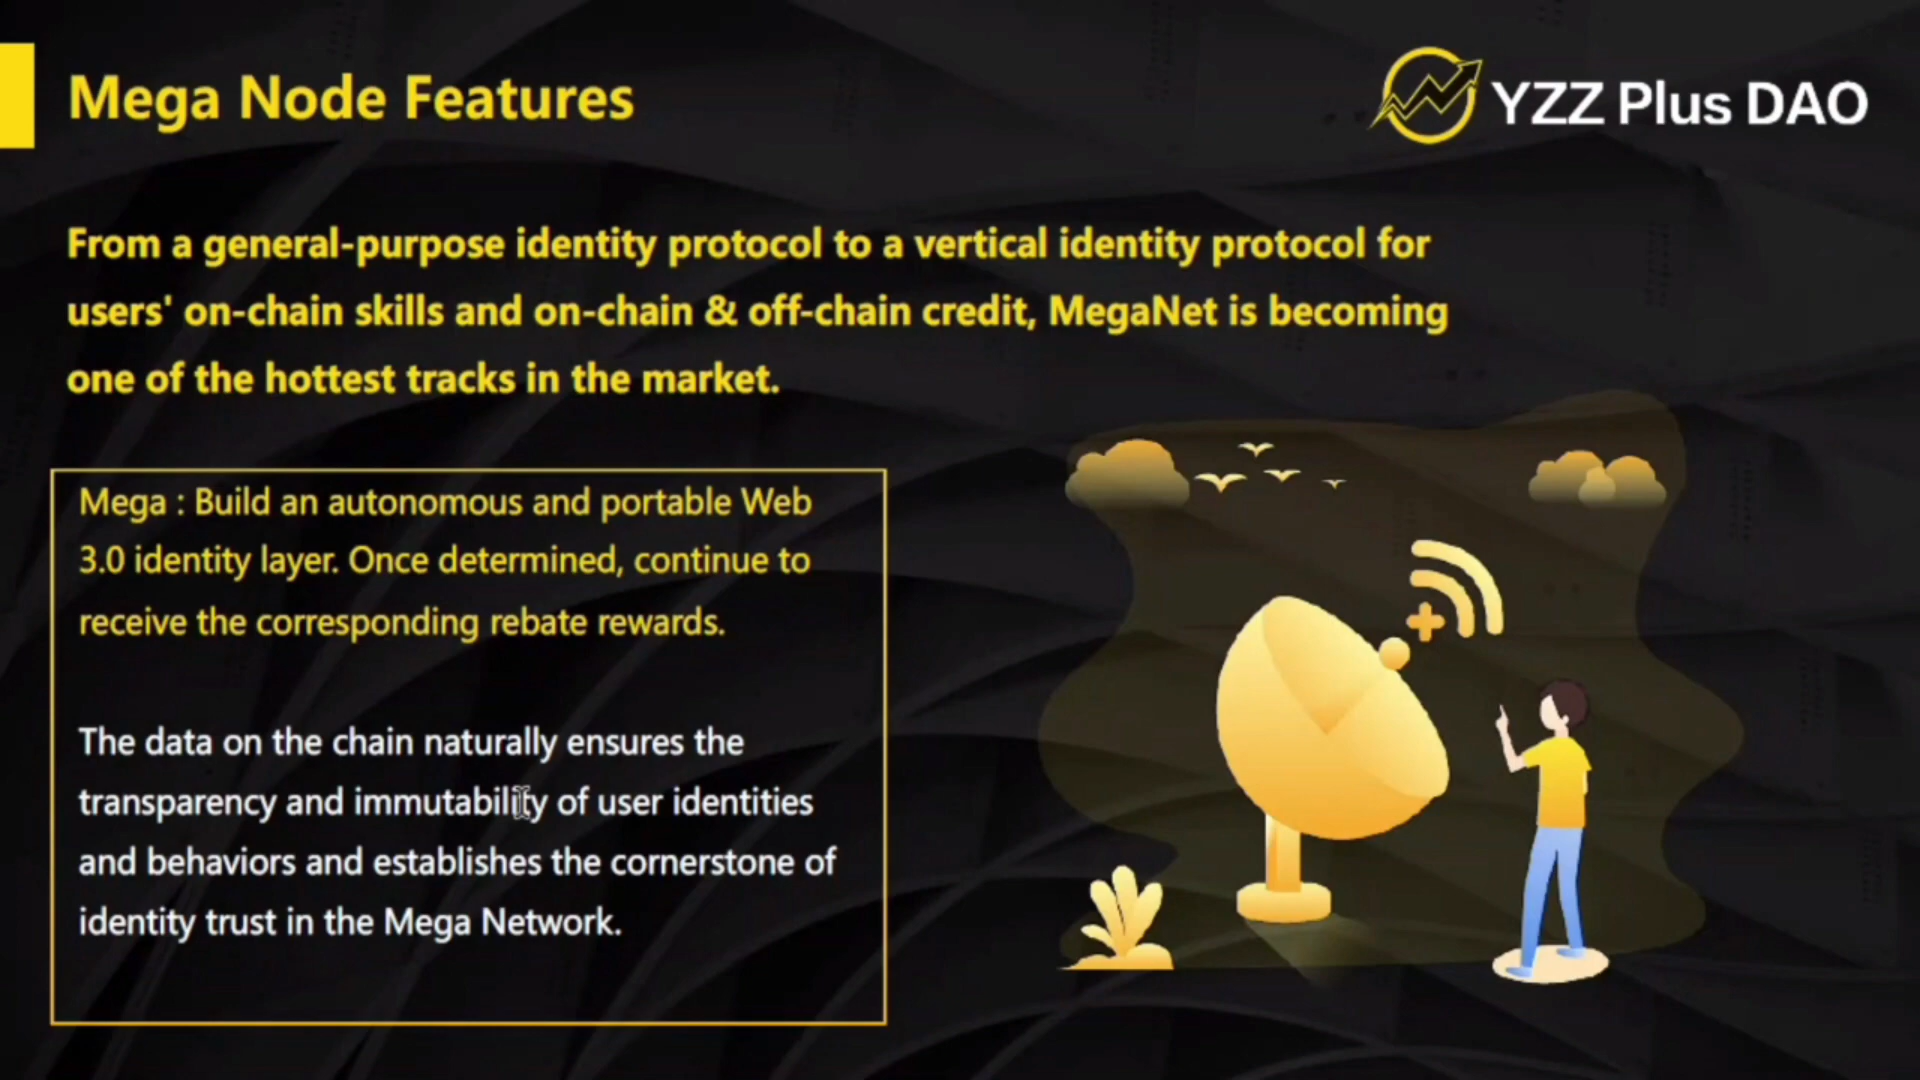 Mega Node Features
YZZ Plus DAO
From a general-purpose identity protocol to a vertical identity protocol for
users' on-chain skills and on-chain & off-chain credit, MegaNet is becoming
one of the hottest tracks in the market.
Mega : Build an autonomous and portable Web
3.0 identity layer. Once determined, continue to
receive the corresponding rebate rewards.
The data on the chain naturally ensures the
transparency and immutability of user identities
and behaviors and establishes the cornerstone of
identity trust in the Mega Network.